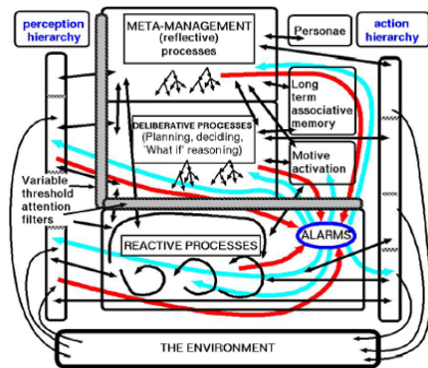 perception
hierarchy
META-MANAGEMENT
(reflective)
processes
Personae
action
hierarchy
Long
term
associative
memory
DELIBERATIVE PROCESSES
(Planning, deciding,
'What if' reasoning)
Motive
activation
Variable
threshold
attention
filters
REACTIVE PROCESSES
ALARMS
THE ENVIRONMENT